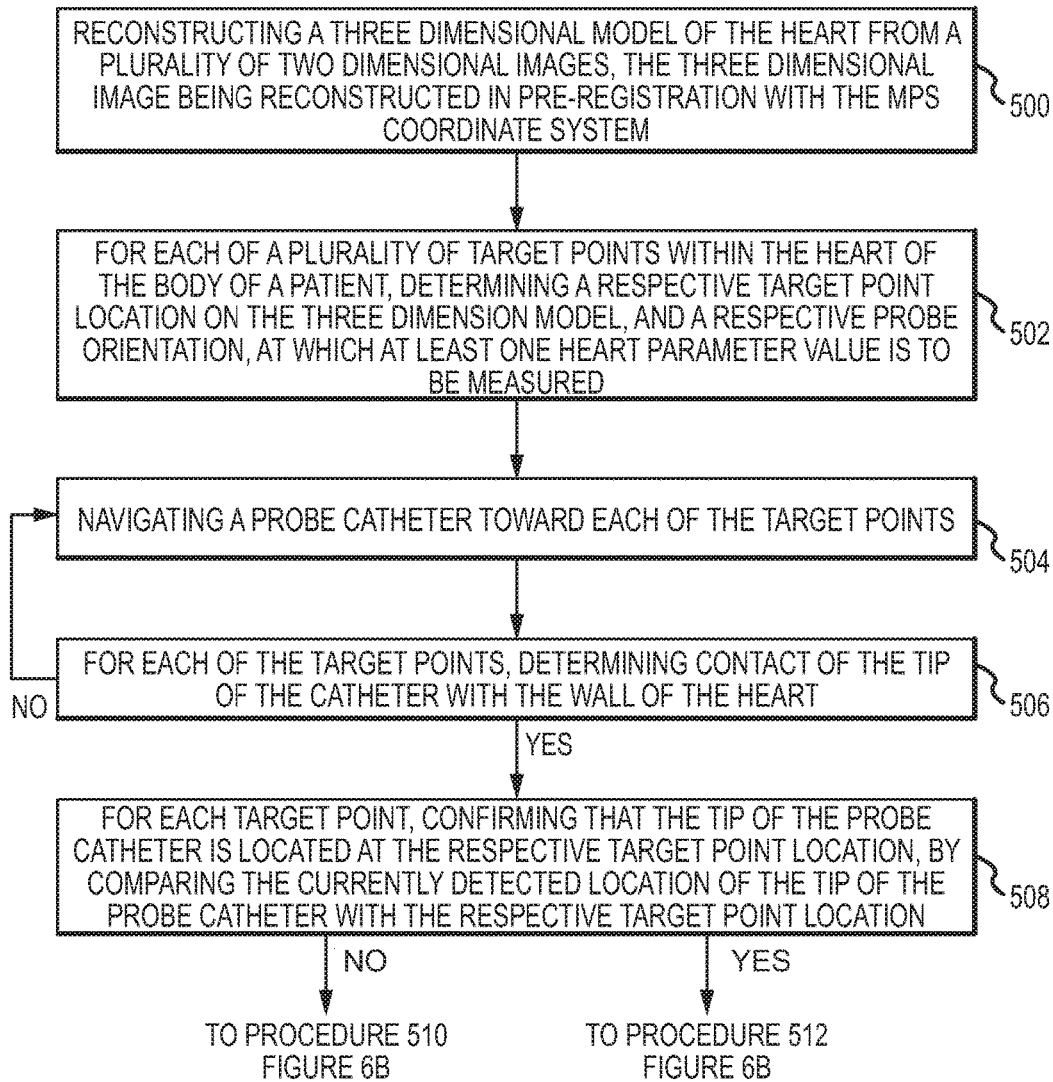 RECONSTRUCTING A THREE DIMENSIONAL MODEL OF THE HEART FROM A
PLURALITY OF TWO DIMENSIONAL IMAGES, THE THREE DIMENSIONAL
IMAGE BEING RECONSTRUCTED IN PRE-REGISTRATION WITH THE MPS
COORDINATE SYSTEM
500
FOR EACH OF A PLURALITY OF TARGET POINTS WITHIN THE HEART OF
THE BODY OF A PATIENT, DETERMINING A RESPECTIVE TARGET POINT
LOCATION ON THE THREE DIMENSION MODEL, AND A RESPECTIVE PROBE
ORIENTATION, AT WHICH AT LEAST ONE HEART PARAMETER VALUE IS TO
BE MEASURED
502
NAVIGATING A PROBE CATHETER TOWARD EACH OF THE TARGET POINTS
504
FOR EACH OF THE TARGET POINTS, DETERMINING CONTACT OF THE TIP
OF THE CATHETER WITH THE WALL OF THE HEART
506
NO
YES
FOR EACH TARGET POINT, CONFIRMING THAT THE TIP OF THE PROBE
CATHETER IS LOCATED AT THE RESPECTIVE TARGET POINT LOCATION, BY
COMPARING THE CURRENTLY DETECTED LOCATION OF THE TIP OF THE
PROBE CATHETER WITH THE RESPECTIVE TARGET POINT LOCATION
508
NO
YES
TO PROCEDURE 510
FIGURE 6B
TO PROCEDURE 512
FIGURE 6B